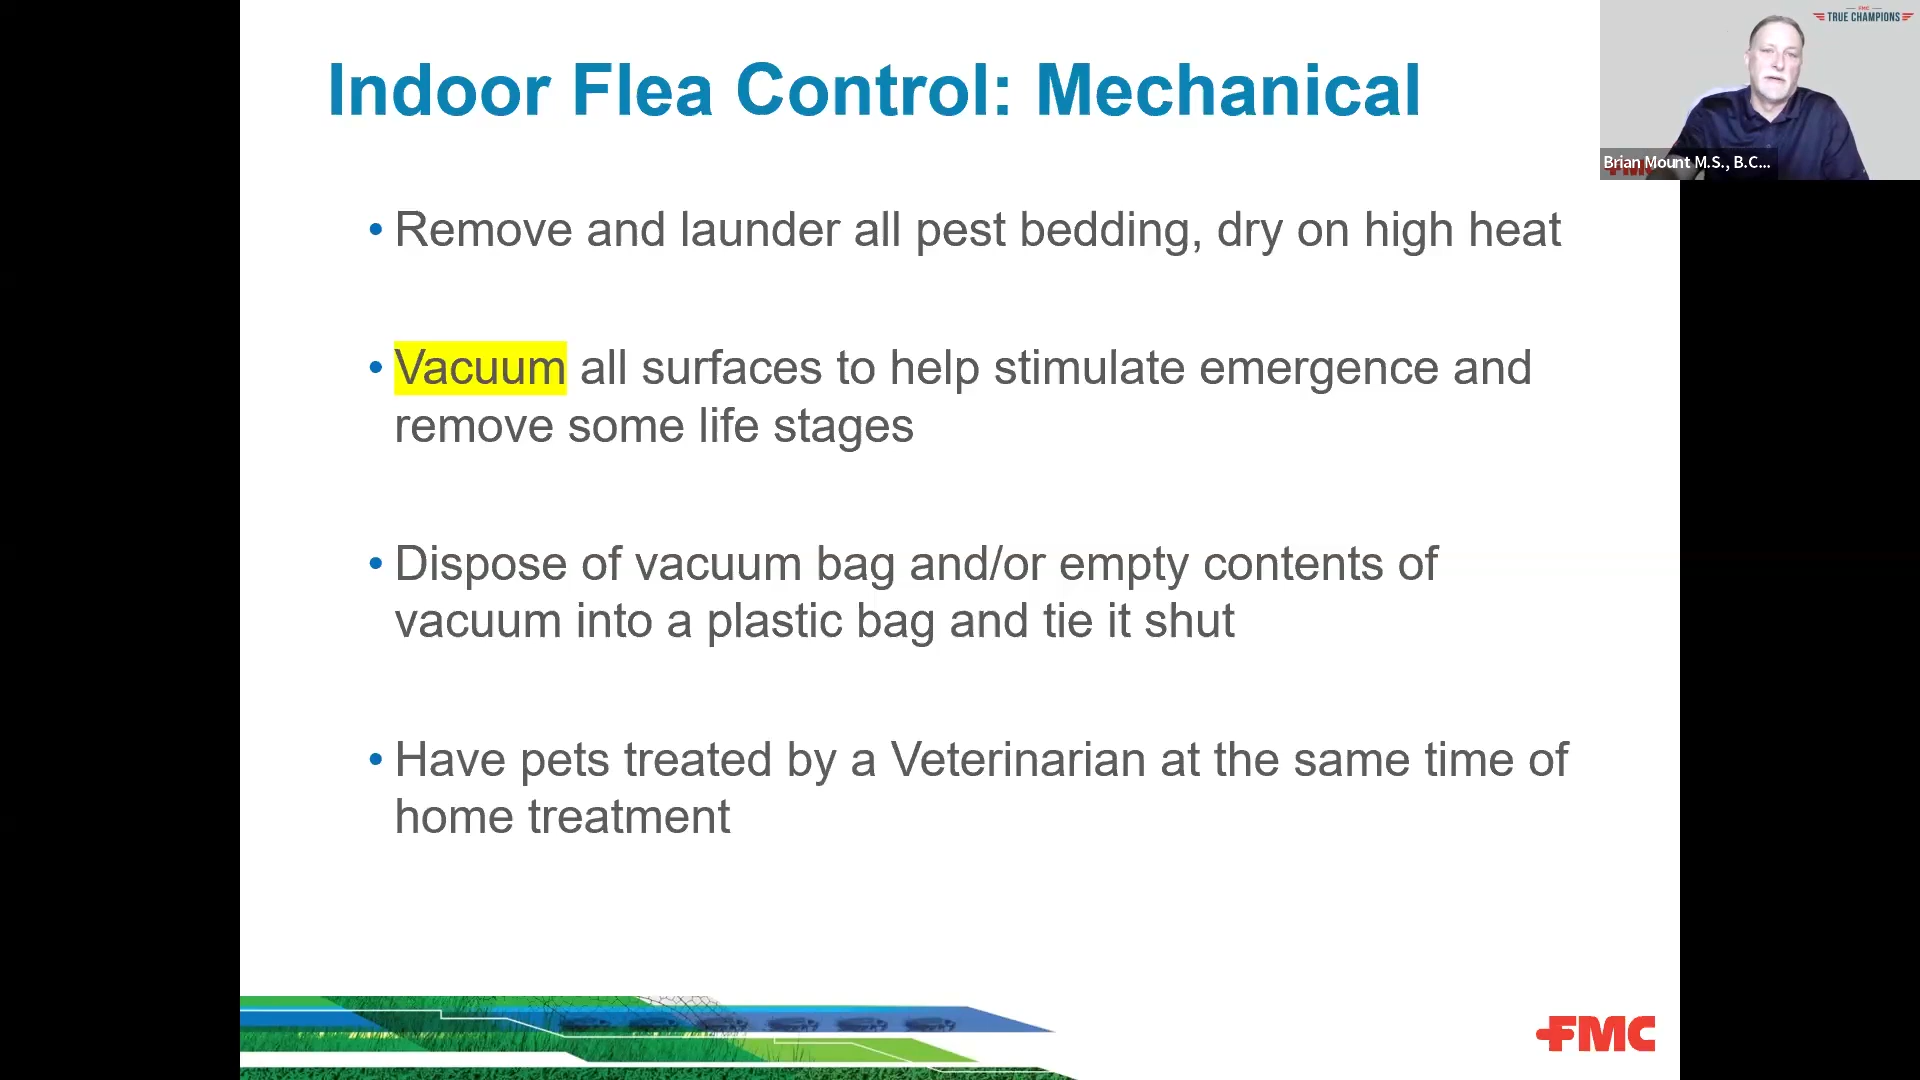 Indoor Flea Control: Mechanical
FMC
TRUE CHAMPIONS
Brian Mount M.S., B.C...
• Remove and launder all pest bedding, dry on high heat
• Vacuum all surfaces to help stimulate emergence and
remove some life stages
• Dispose of vacuum bag and/or empty contents of
vacuum into a plastic bag and tie it shut
• Have pets treated by a Veterinarian at the same time of
home treatment
FMC